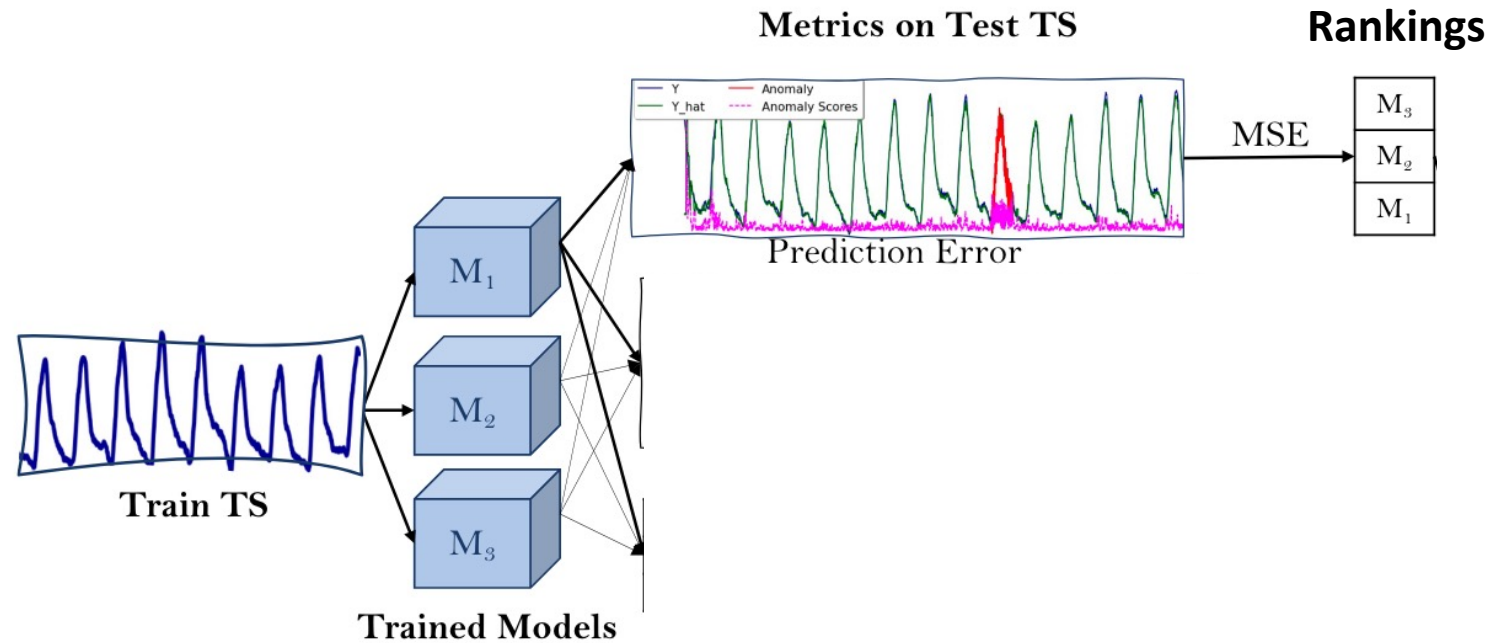 Metrics on Test TS
Rankings
Y
Anomaly
Y_hat
Anomaly Scores
MSE
M₃
M₂
M₁
Prediction Error
M₁
M₂
M₃
Train TS
Trained Models